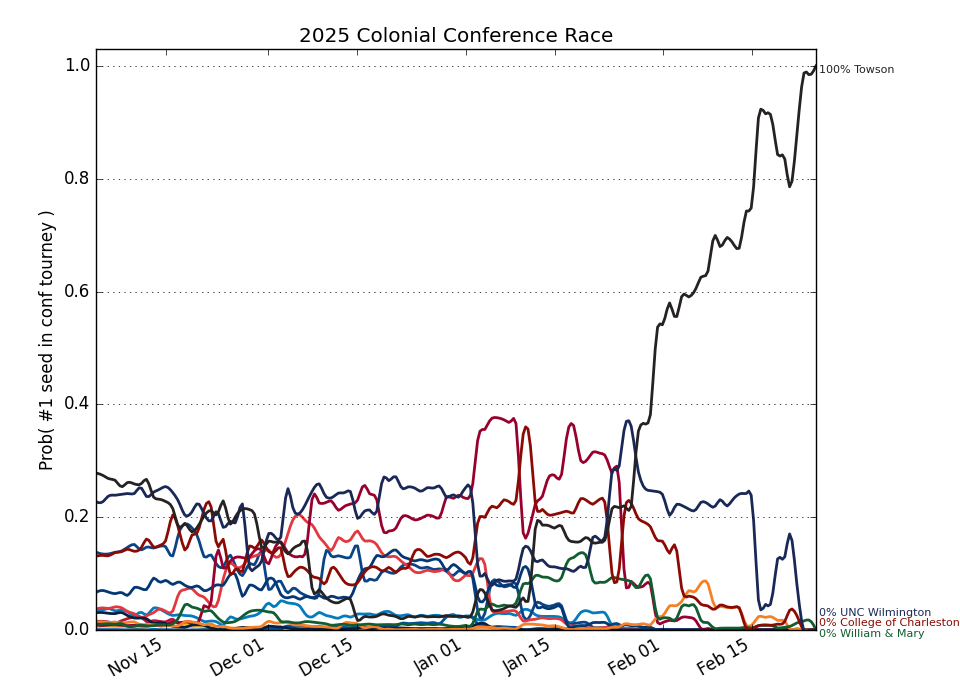 2025 Colonial Conference Race
Prob( #1 seed in conf tourney )
1.0
0.8
0.6
0.4
0.2
0.0
Nov 15
Dec 01
Dec 15
Jan 01
Jan 15
Feb 01
Feb 15
100% Towson
0% UNC Wilmington
0% College of Charleston
0% William & Mary